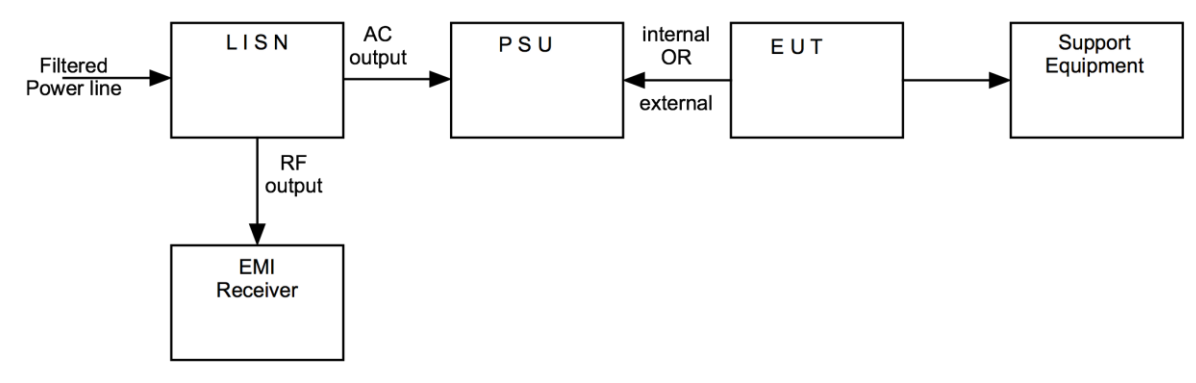 Filtered
Power line
L I S N
AC
output
P S U
internal
OR
external
E U T
Support
Equipment
RF
output
EMI
Receiver